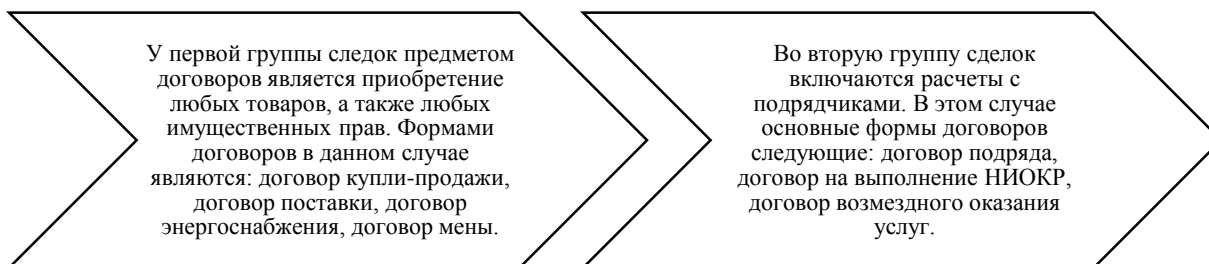 У первой группы следок предметом
договоров является приобретение
любых товаров, а также любых
имущественных прав. Формами
договоров в данном случае
являются: договор купли-продажи,
договор поставки, договор
энергоснабжения, договор мены.
Во вторую группу сделок
включаются расчеты с
подрядчиками. В этом случае
основные формы договоров
следующие: договор подряда,
договор на выполнение НИОКР,
договор возмездного оказания
услуг.